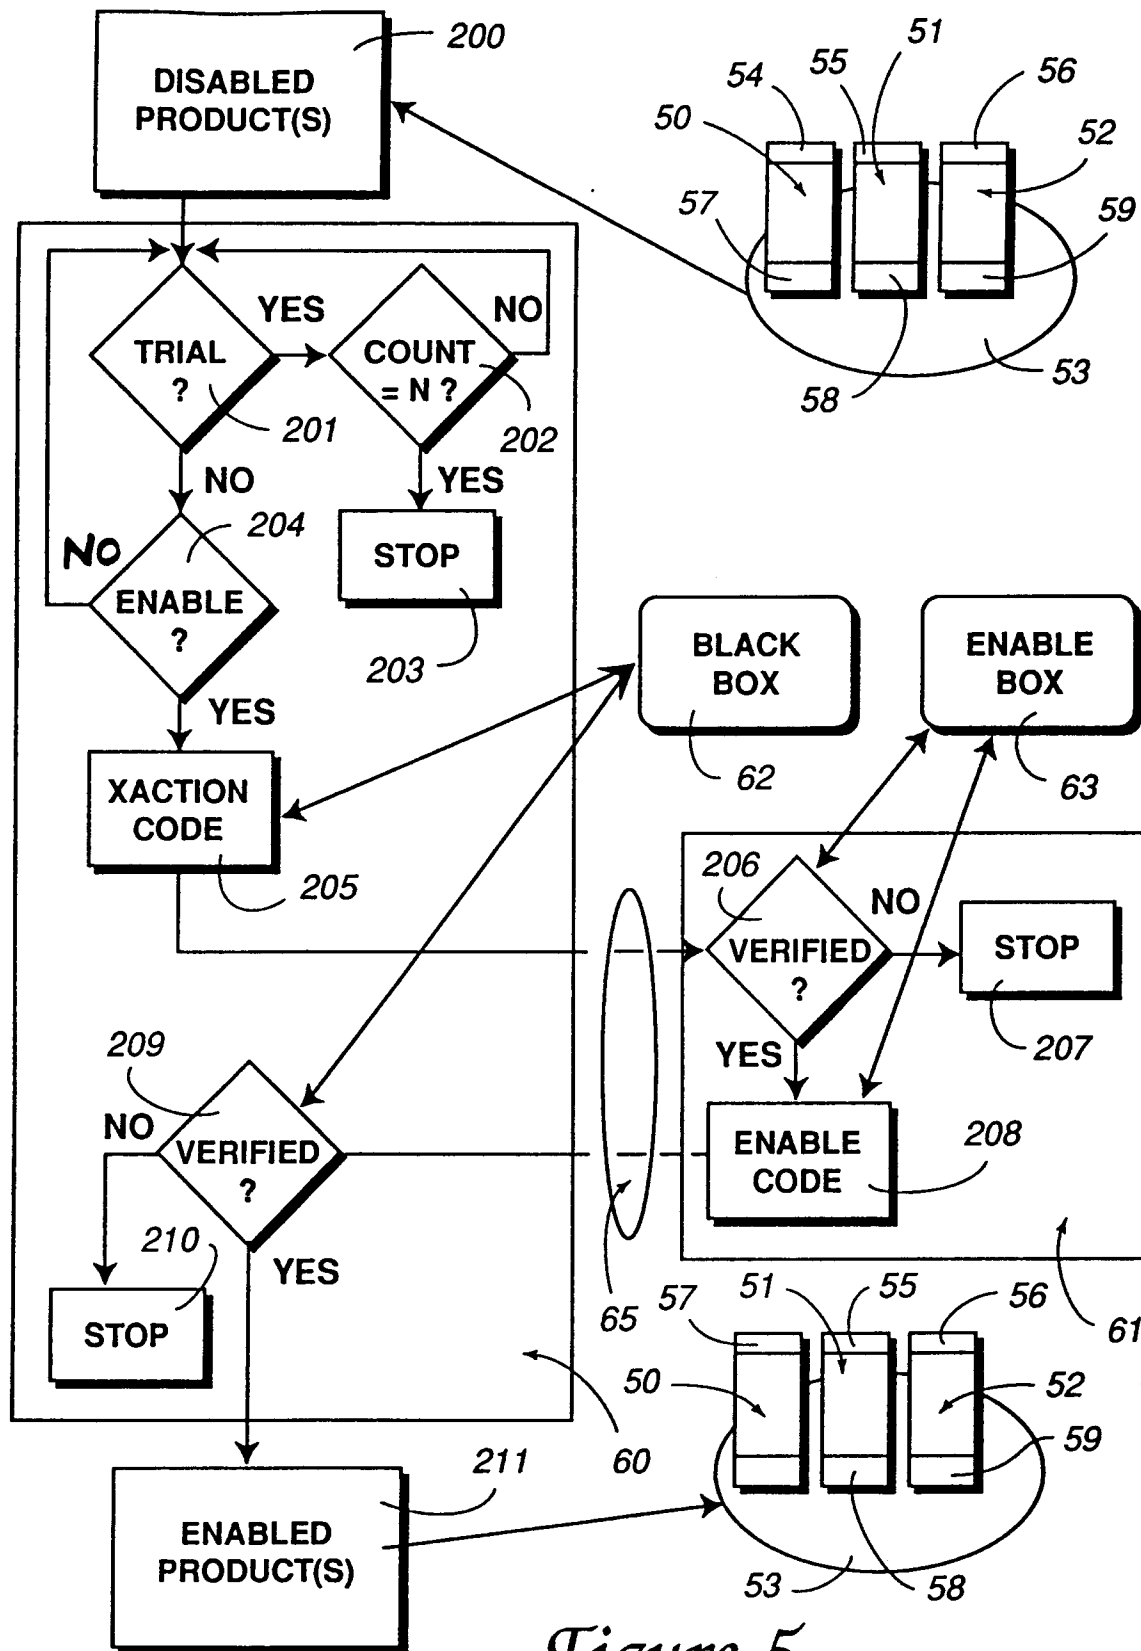 200
DISABLED
PRODUCT(S)
54
55
51
56
50
52
57
59
58
53
TRIAL
?
YES
201
COUNT
= N ?
NO
202
NO
YES
STOP
203
204
NO
ENABLE
?
YES
BLACK
BOX
62
ENABLE
BOX
63
XACTION
CODE
205
206
VERIFIED
?
NO
STOP
207
YES
ENABLE
CODE
208
209
VERIFIED
?
NO
YES
210
STOP
65
61
60
57
51
55
56
50
52
59
53
58
211
ENABLED
PRODUCT(S)
Figure 5